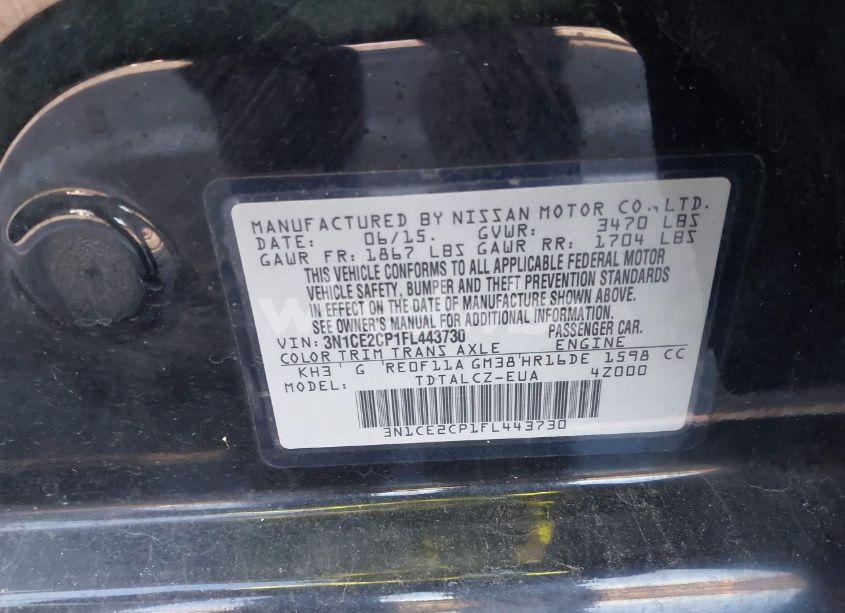 MANUFACTURED BY NISSAN MOTOR CO., LTD.
DATE: 06/15. GVWR: 3470 LBS
GAWR FR: 1867 LBS GAWR RR: 1704 LBS
THIS VEHICLE CONFORMS TO ALL APPLICABLE FEDERAL MOTOR
VEHICLE SAFETY, BUMPER AND THEFT PREVENTION STANDARDS
IN EFFECT ON THE DATE OF MANUFACTURE SHOWN ABOVE.
SEE OWNER'S MANUAL FOR ADDITIONAL INFORMATION.
VIN: 3N1CE2CP1FL443730 PASSENGER CAR.
COLOR TRIM TRANS AXLE ENGINE
KH3 G RE0F11A GM38 HR16DE 1598 CC
MODEL: TDTALCZ-EUA 4Z000
3N1CE2CP1FL443730